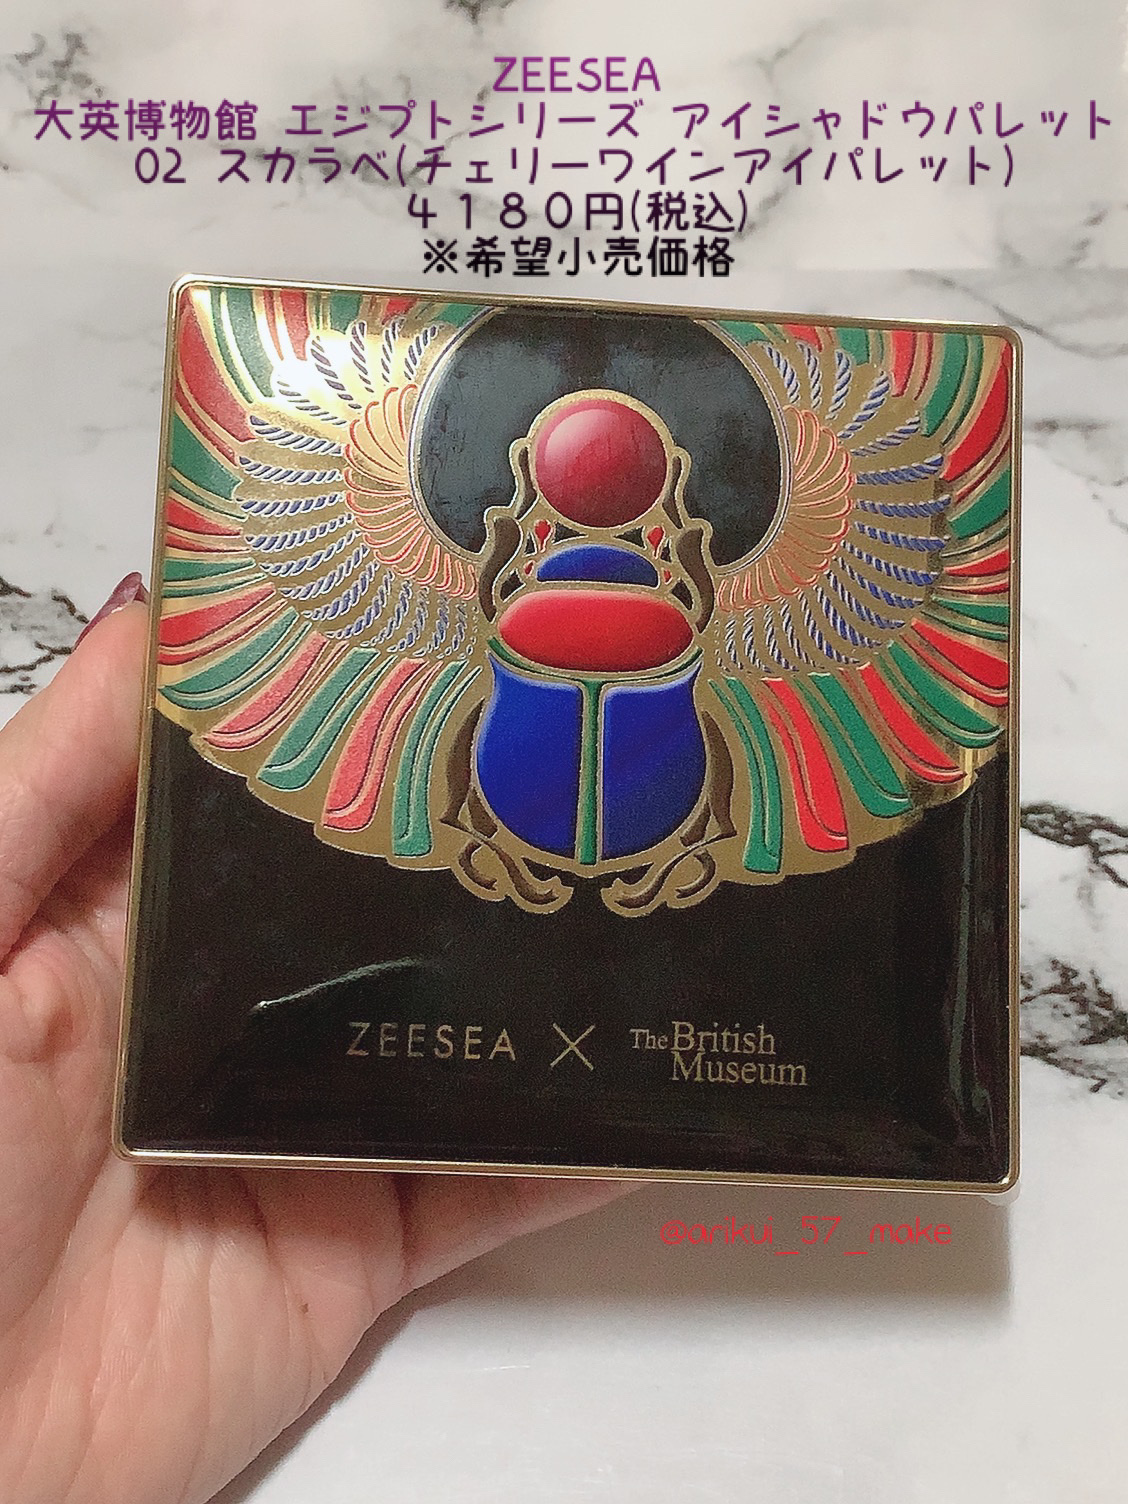 ZEESEA
大英博物館 エジプトシリーズ アイシャドウパレット
02 スカラベ(チェリーワインアイパレット)
４１８０円(税込)
※希望小売価格
ZEESEA × The British Museum
@arikui_57_make